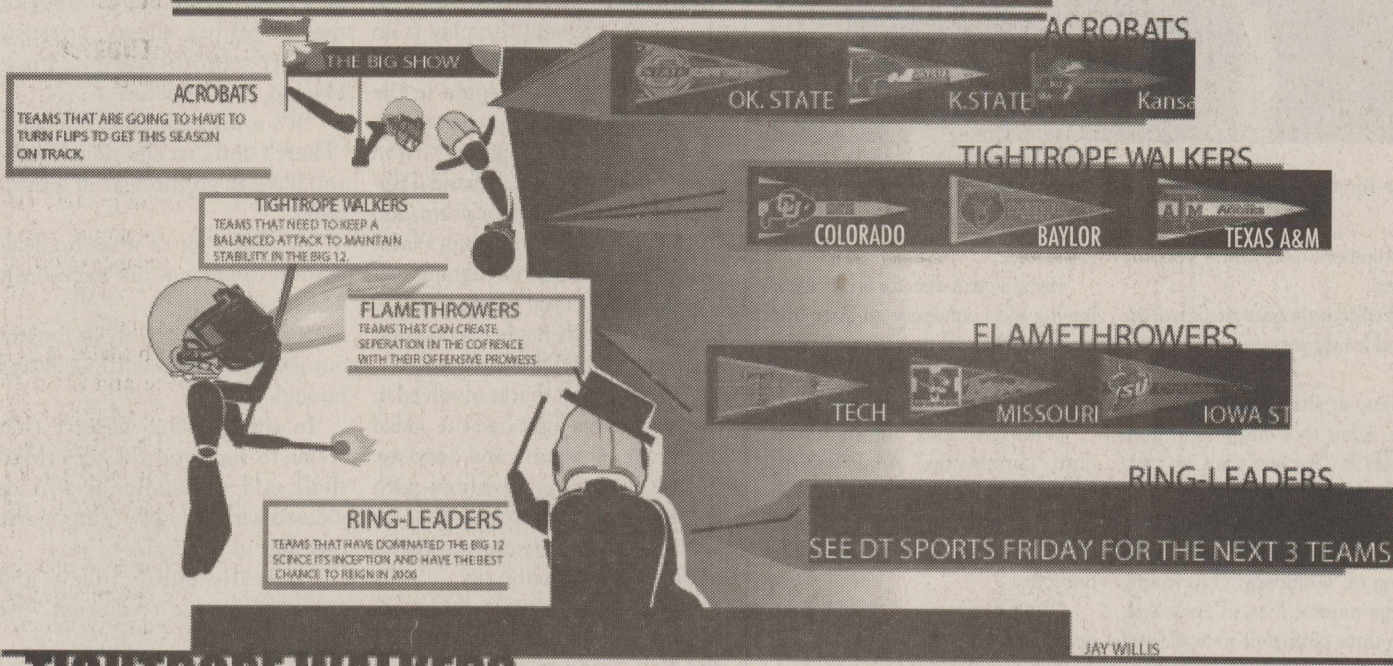 THE BIG SHOW
ACROBATS
TEAMS THAT ARE GOING TO HAVE TO
TURN FLIPS TO GET THIS SEASON
ON TRACK.
ACROBATS
OK. STATE
K.STATE
Kansa
TIGHTROPE WALKERS
TEAMS THAT NEED TO KEEP A
BALANCED ATTACK TO MAINTAIN
STABILITY IN THE BIG 12.
TIGHTROPE WALKERS
CU
COLORADO
BAYLOR
A M AGGIES
TEXAS A&M
FLAMETHROWERS
TEAMS THAT CAN CREATE
SEPERATION IN THE COFRENCE
WITH THEIR OFFENSIVE PROWESS
FLAMETHROWERS
TECH
MISSOURI
ISU
IOWA ST
RING-LEADERS
TEAMS THAT HAVE DOMINATED THE BIG 12
SCINCE ITS INCEPTION AND HAVE THE BEST
CHANCE TO REIGN IN 2006
RING-LEADERS
SEE DT SPORTS FRIDAY FOR THE NEXT 3 TEAMS
JAY WILLIS